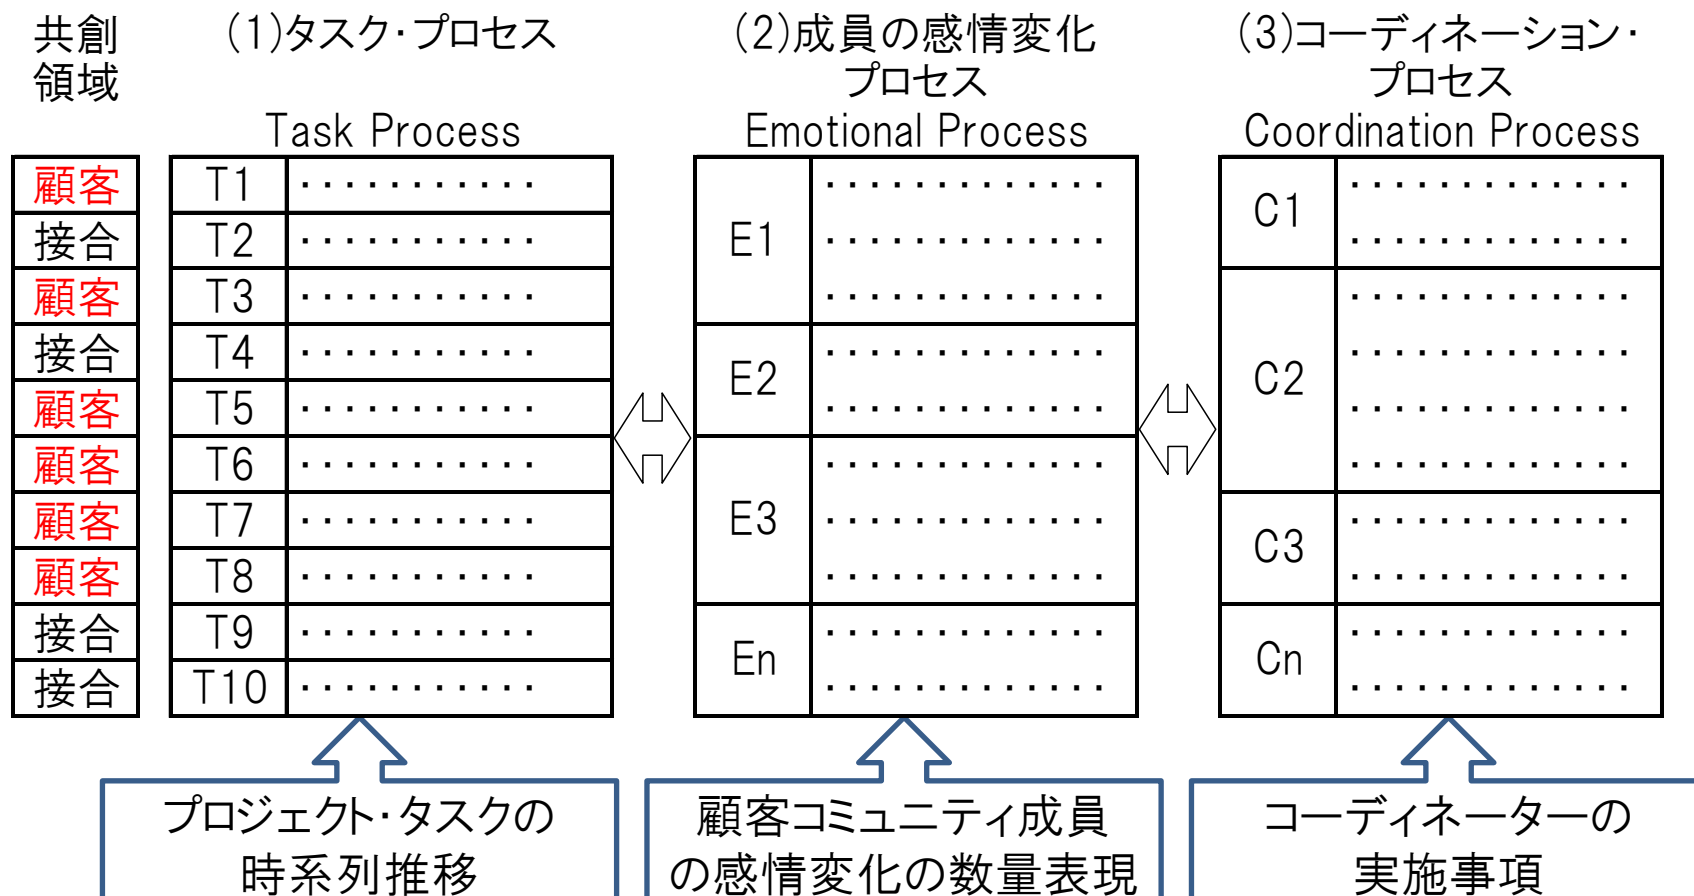 共創
領域
(1)タスク・プロセス
Task Process
(2)成員の感情変化
プロセス
Emotional Process
(3)コーディネーション・
プロセス
Coordination Process
顧客
接合
顧客
接合
顧客
顧客
顧客
顧客
接合
接合
T1 ・・・・・・・・・・・
T2 ・・・・・・・・・・・
T3 ・・・・・・・・・・・
T4 ・・・・・・・・・・・
T5 ・・・・・・・・・・・
T6 ・・・・・・・・・・・
T7 ・・・・・・・・・・・
T8 ・・・・・・・・・・・
T9 ・・・・・・・・・・・
T10 ・・・・・・・・・・・
E1 ・・・・・・・・・・・・・
・・・・・・・・・・・・・
・・・・・・・・・・・・・
E2 ・・・・・・・・・・・・・
・・・・・・・・・・・・・
E3 ・・・・・・・・・・・・・
・・・・・・・・・・・・・
・・・・・・・・・・・・・
En ・・・・・・・・・・・・・
・・・・・・・・・・・・・
C1 ・・・・・・・・・・・・・
・・・・・・・・・・・・・
C2 ・・・・・・・・・・・・・
・・・・・・・・・・・・・
・・・・・・・・・・・・・
・・・・・・・・・・・・・
C3 ・・・・・・・・・・・・・
・・・・・・・・・・・・・
Cn ・・・・・・・・・・・・・
・・・・・・・・・・・・・
プロジェクト・タスクの
時系列推移
顧客コミュニティ成員
の感情変化の数量表現
コーディネーターの
実施事項